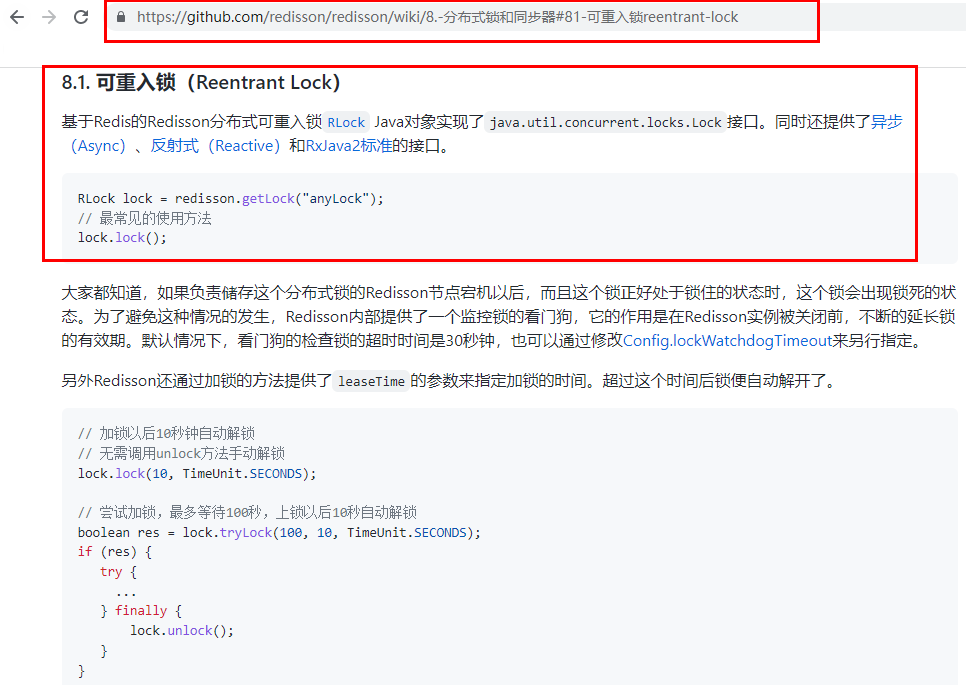 https://github.com/redisson/redisson/wiki/8.-分布式锁和同步器#81-可重入锁reentrant-lock
8.1. 可重入锁（Reentrant Lock）
基于Redis的Redisson分布式可重入锁 RLock Java对象实现了 java.util.concurrent.locks.Lock 接口。同时还提供了异步
（Async）、反射式（Reactive）和RxJava2标准的接口。
RLock lock = redisson.getLock("anyLock");
// 最常见的使用方法
lock.lock();
大家都知道，如果负责储存这个分布式锁的Redisson节点宕机以后，而且这个锁正好处于锁住的状态时，这个锁会出现锁死的状
态。为了避免这种情况的发生，Redisson内部提供了一个监控锁的看门狗，它的作用是在Redisson实例被关闭前，不断的延长锁
的有效期。默认情况下，看门狗的检查锁的超时时间是30秒钟，也可以通过修改Config.lockWatchdogTimeout来另行指定。
另外Redisson还通过加锁的方法提供了 leaseTime 的参数来指定加锁的时间。超过这个时间后锁便自动解开了。
// 加锁以后10秒钟自动解锁
// 无需调用unlock方法手动解锁
lock.lock(10, TimeUnit.SECONDS);
// 尝试加锁，最多等待100秒，上锁以后10秒自动解锁
boolean res = lock.tryLock(100, 10, TimeUnit.SECONDS);
if (res) {
try {
...
} finally {
lock.unlock();
}
}